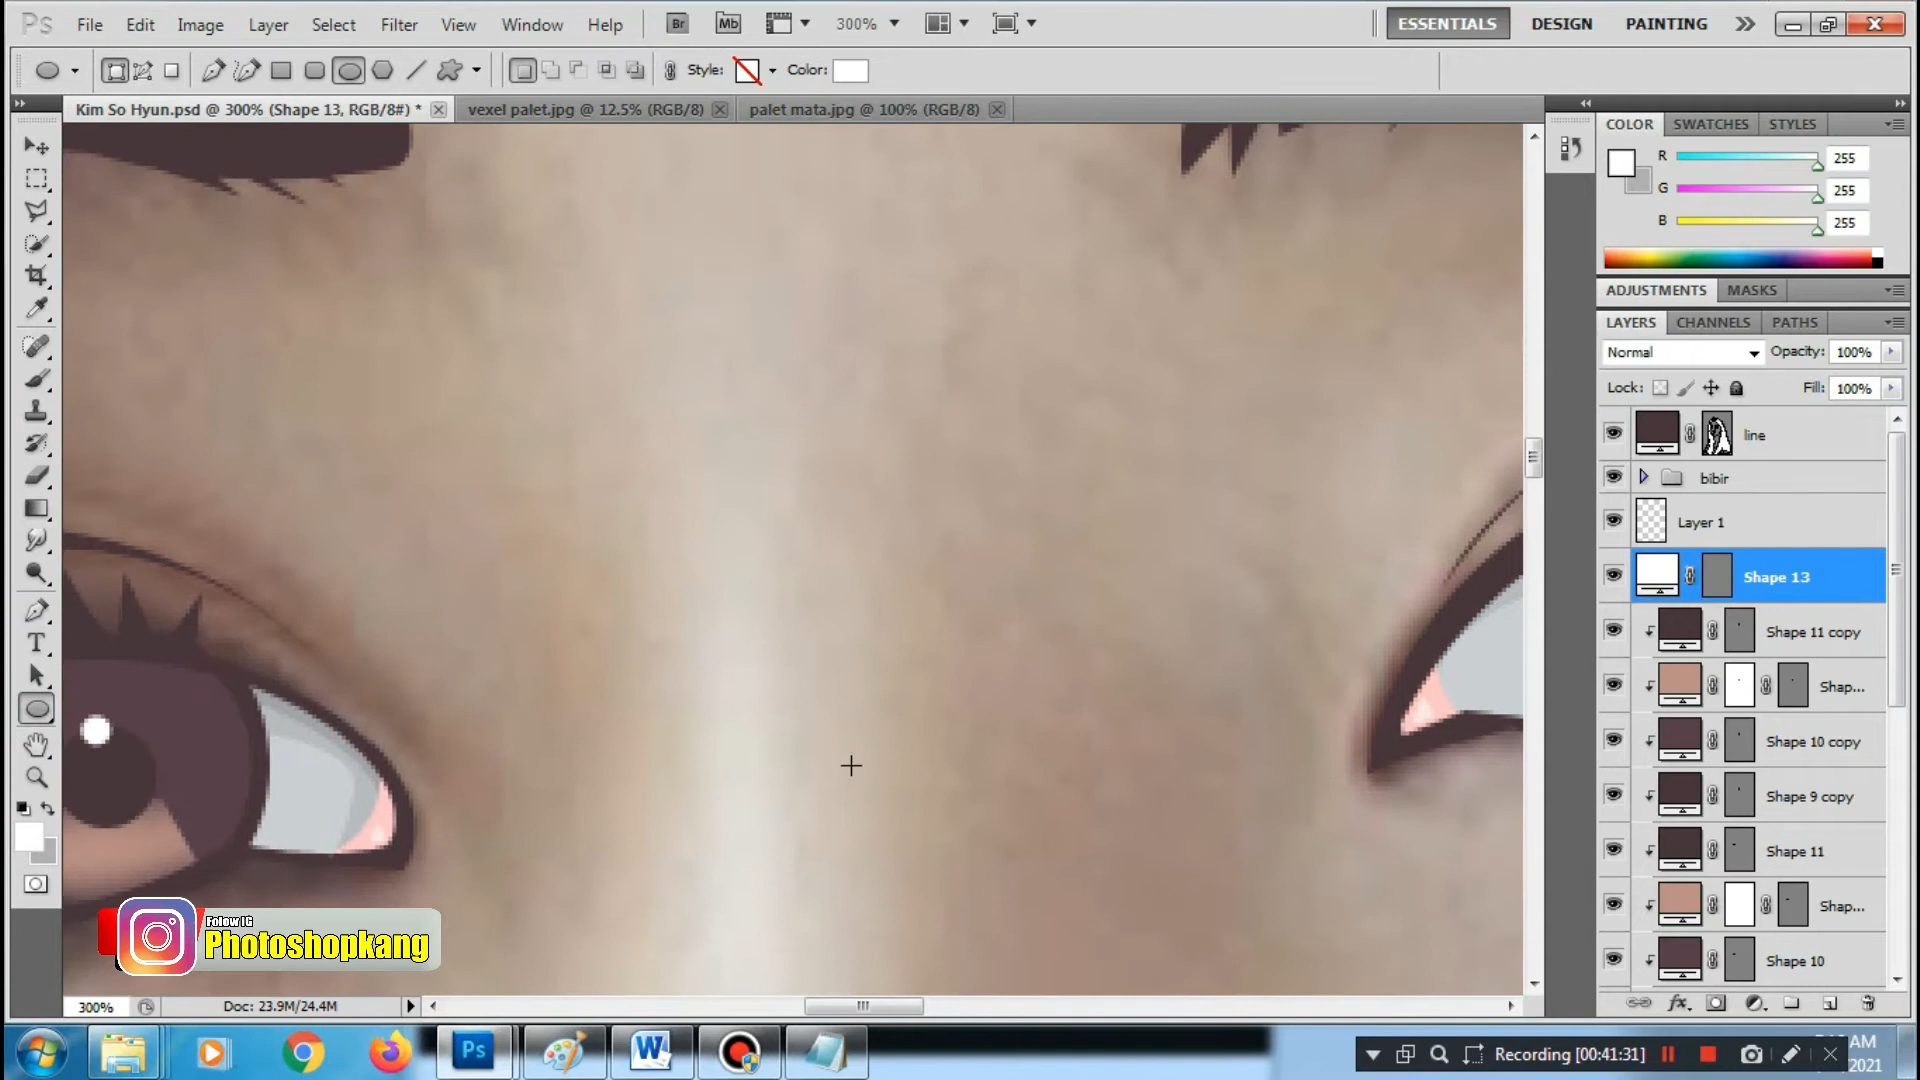 Ps File Edit Image Layer Select Filter View Window Help Br Mb 300% ESSENTIALS DESIGN PAINTING
Style: Color:
Kim So Hyun.psd @ 300% (Shape 13, RGB/8#) * vexel palet.jpg @ 12.5% (RGB/8) palet mata.jpg @ 100% (RGB/8)
COLOR SWATCHES STYLES
R 255
G 255
B 255
ADJUSTMENTS MASKS
LAYERS CHANNELS PATHS
Normal Opacity: 100%
Lock: Fill: 100%
line
bibir
Layer 1
Shape 13
Shape 11 copy
Shap...
Shape 10 copy
Shape 9 copy
Shape 11
Shap...
Shape 10
T
Folow IG
Photoshopkang
300% Doc: 23.9M/24.4M
fx
Ps W
Recording [00:41:31]
AM
2021